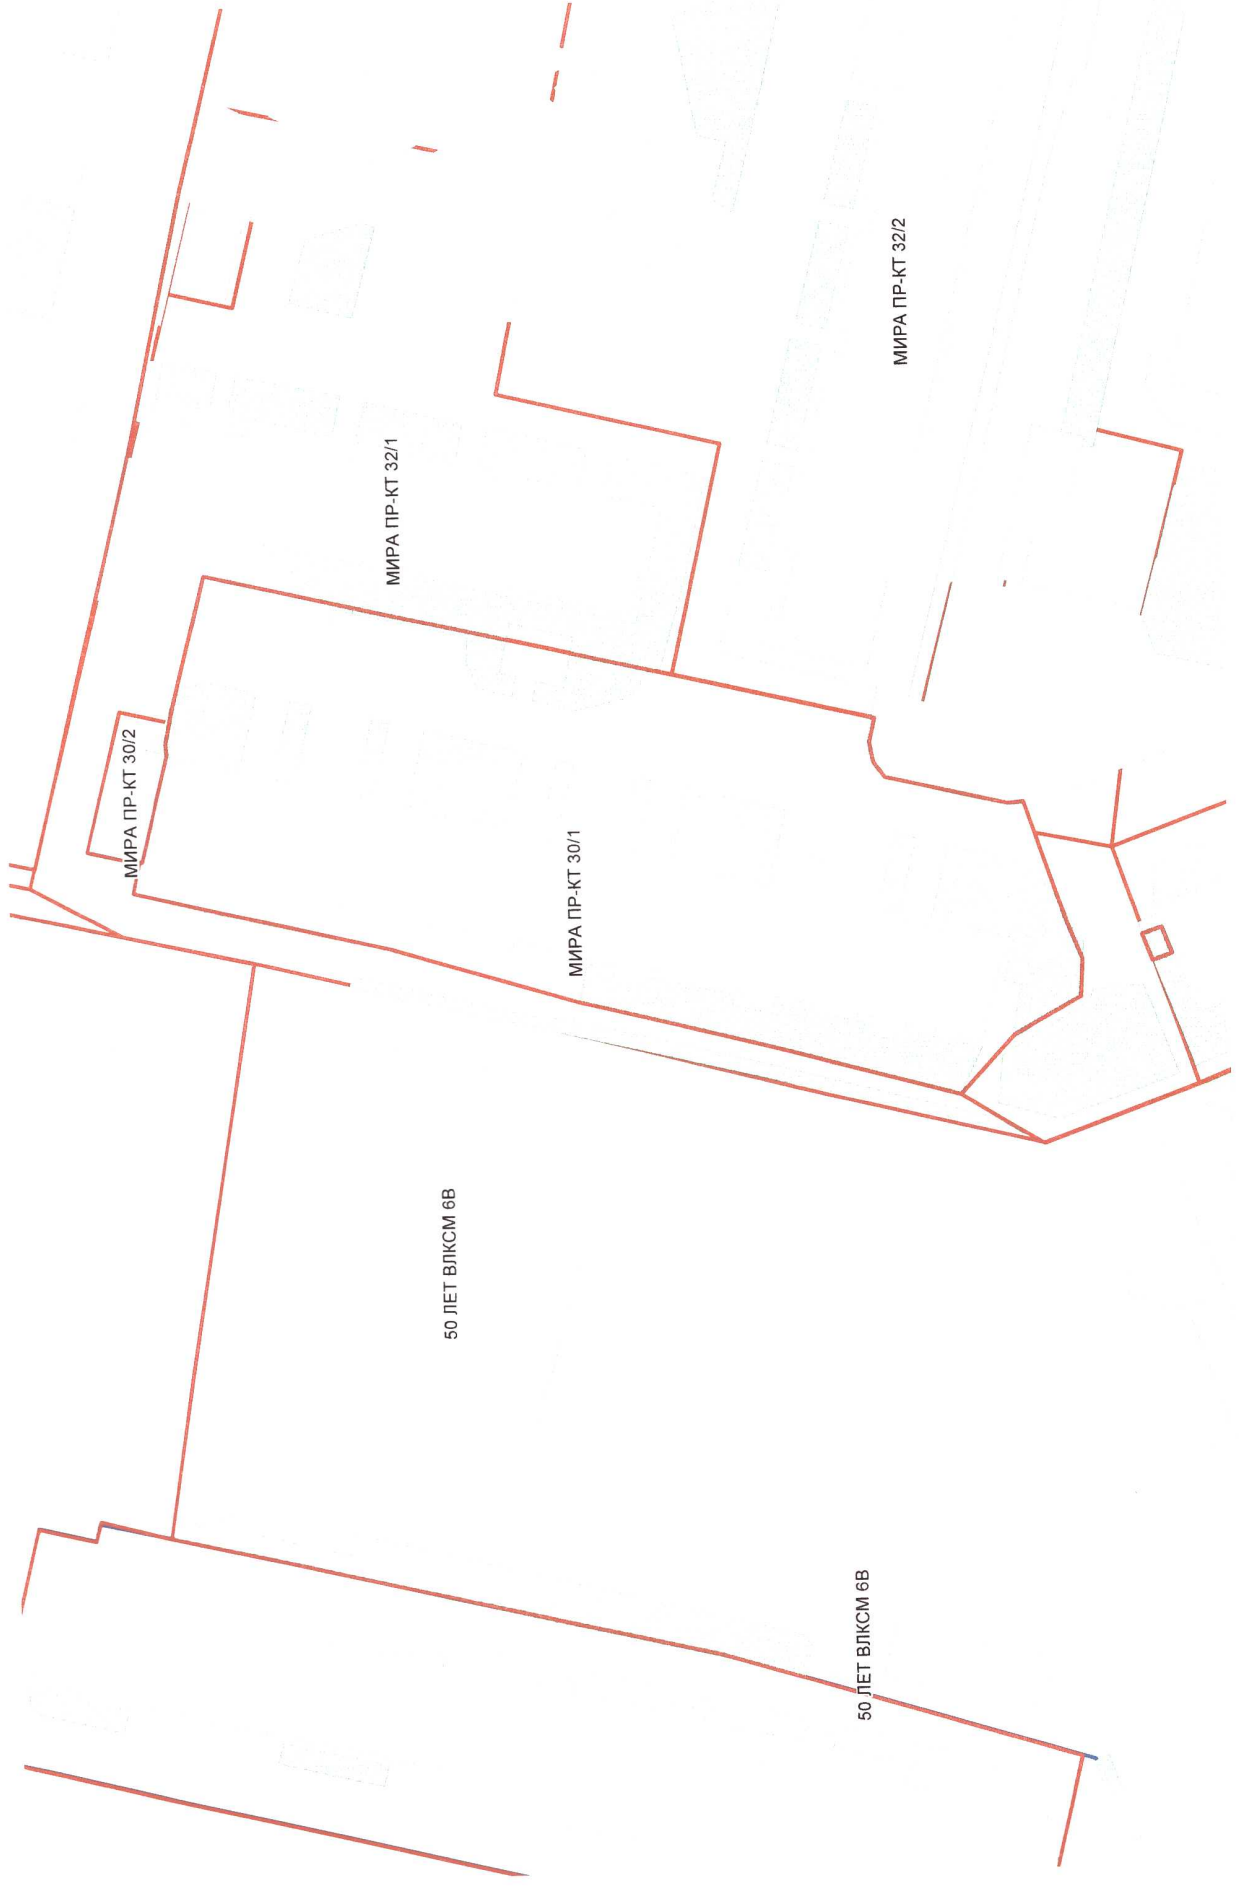 МИРА ПР-КТ 30/2
МИРА ПР-КТ 32/1
МИРА ПР-КТ 30/1
МИРА ПР-КТ 32/2
50 ЛЕТ ВЛКСМ 6В
50 ЛЕТ ВЛКСМ 6В